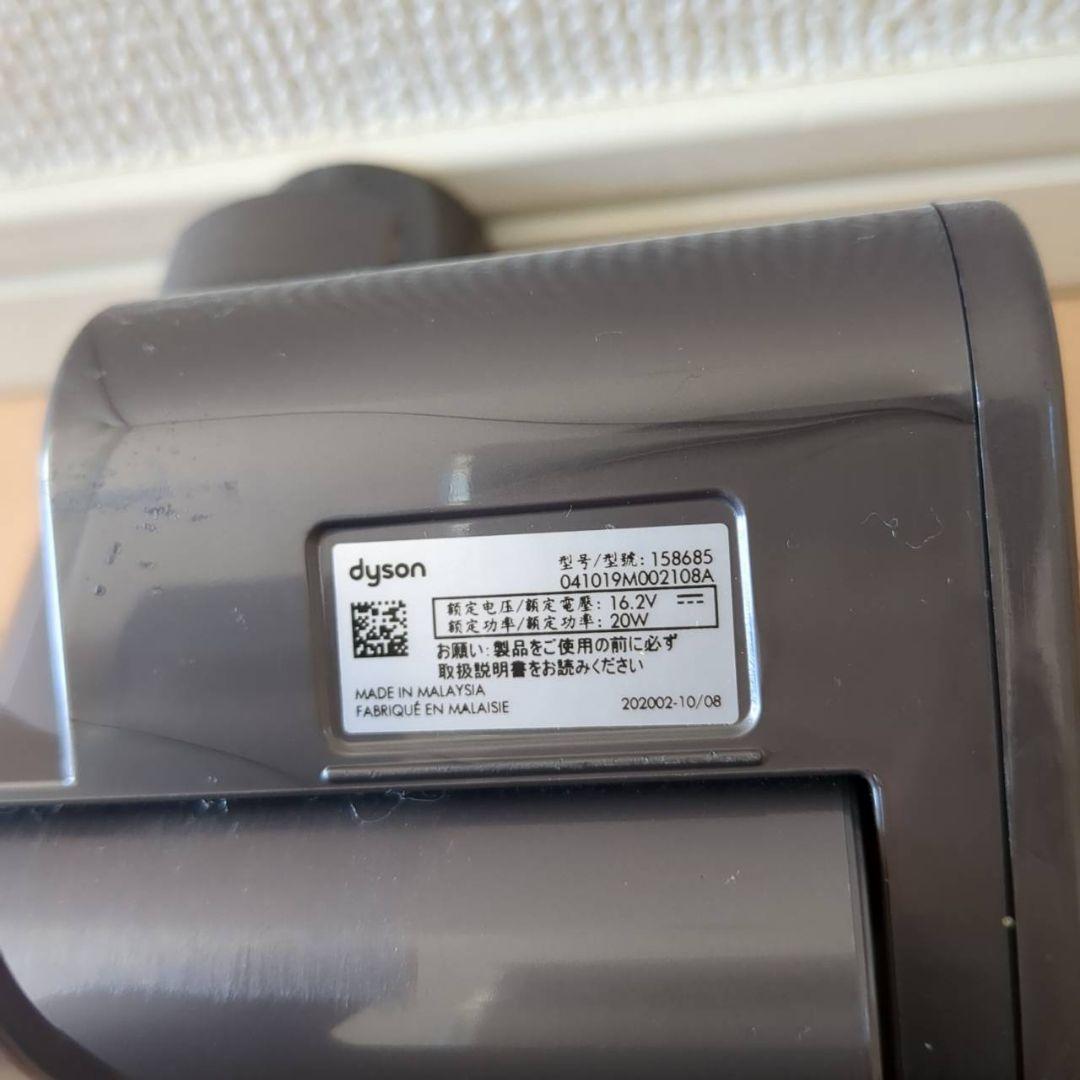 dyson
型号/型號: 158685
041019M002108A
额定电压/額定電壓: 16.2V
额定功率/額定功率: 20W
お願い:製品をご使用の前に必ず
取扱説明書をお読みください
MADE IN MALAYSIA
FABRIQUÉ EN MALAISIE
202002-10/08